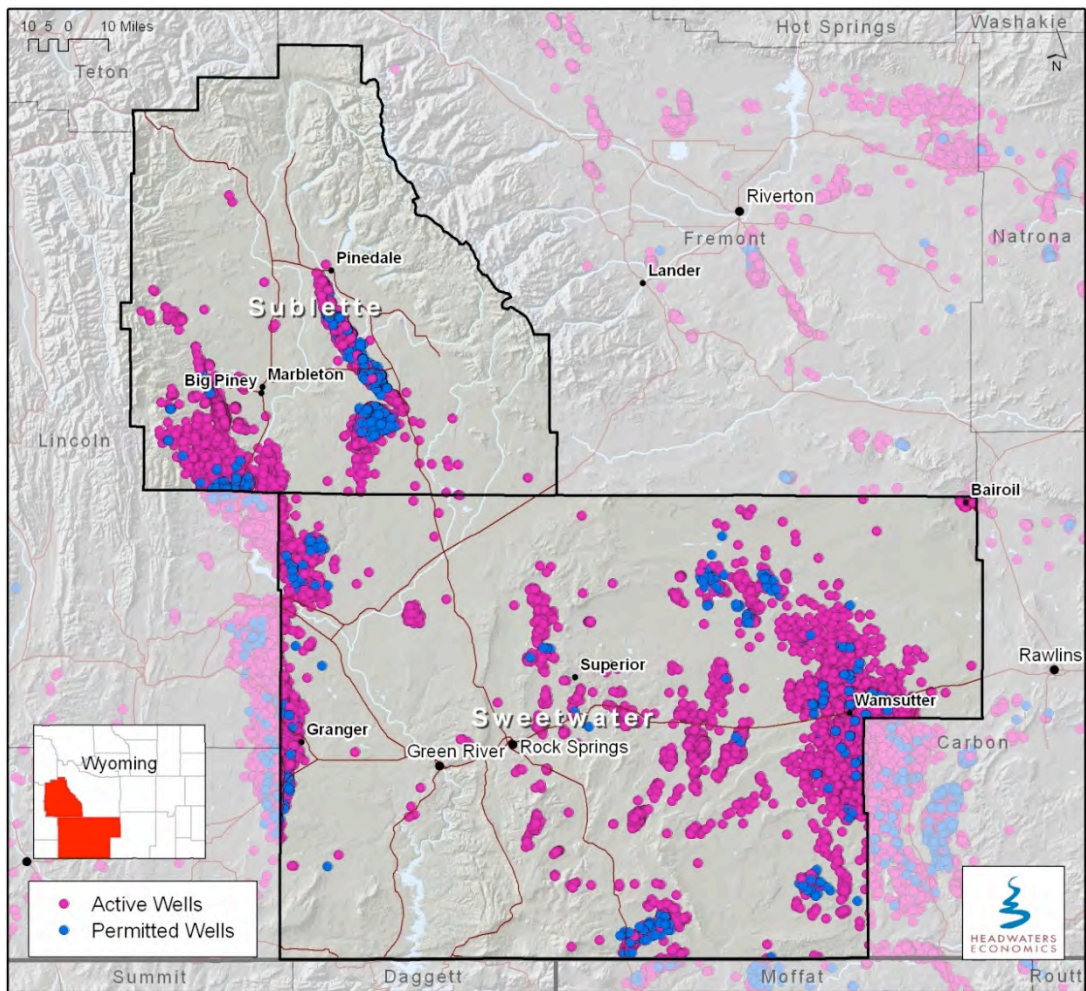 10 5 0 10 Miles
Teton
Hot Springs
Washakie
N
Riverton
Fremont
Natrona
Lander
Pinedale
Sublette
Marbleton
Big Piney
Lincoln
Bairoil
Superior
Rawlins
Wamsutter
Sweetwater
Granger
Green River
Rock Springs
Carbon
Wyoming
Active Wells
Permitted Wells
HEADWATERS
ECONOMICS
Summit
Daggett
Moffat
Routt